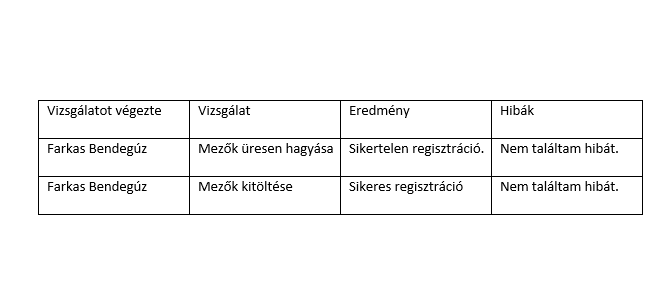 Vizsgálatot végezte Vizsgálat Eredmény Hibák
Farkas Bendegúz Mezők üresen hagyása Sikertelen regisztráció. Nem találtam hibát.
Farkas Bendegúz Mezők kitöltése Sikeres regisztráció Nem találtam hibát.